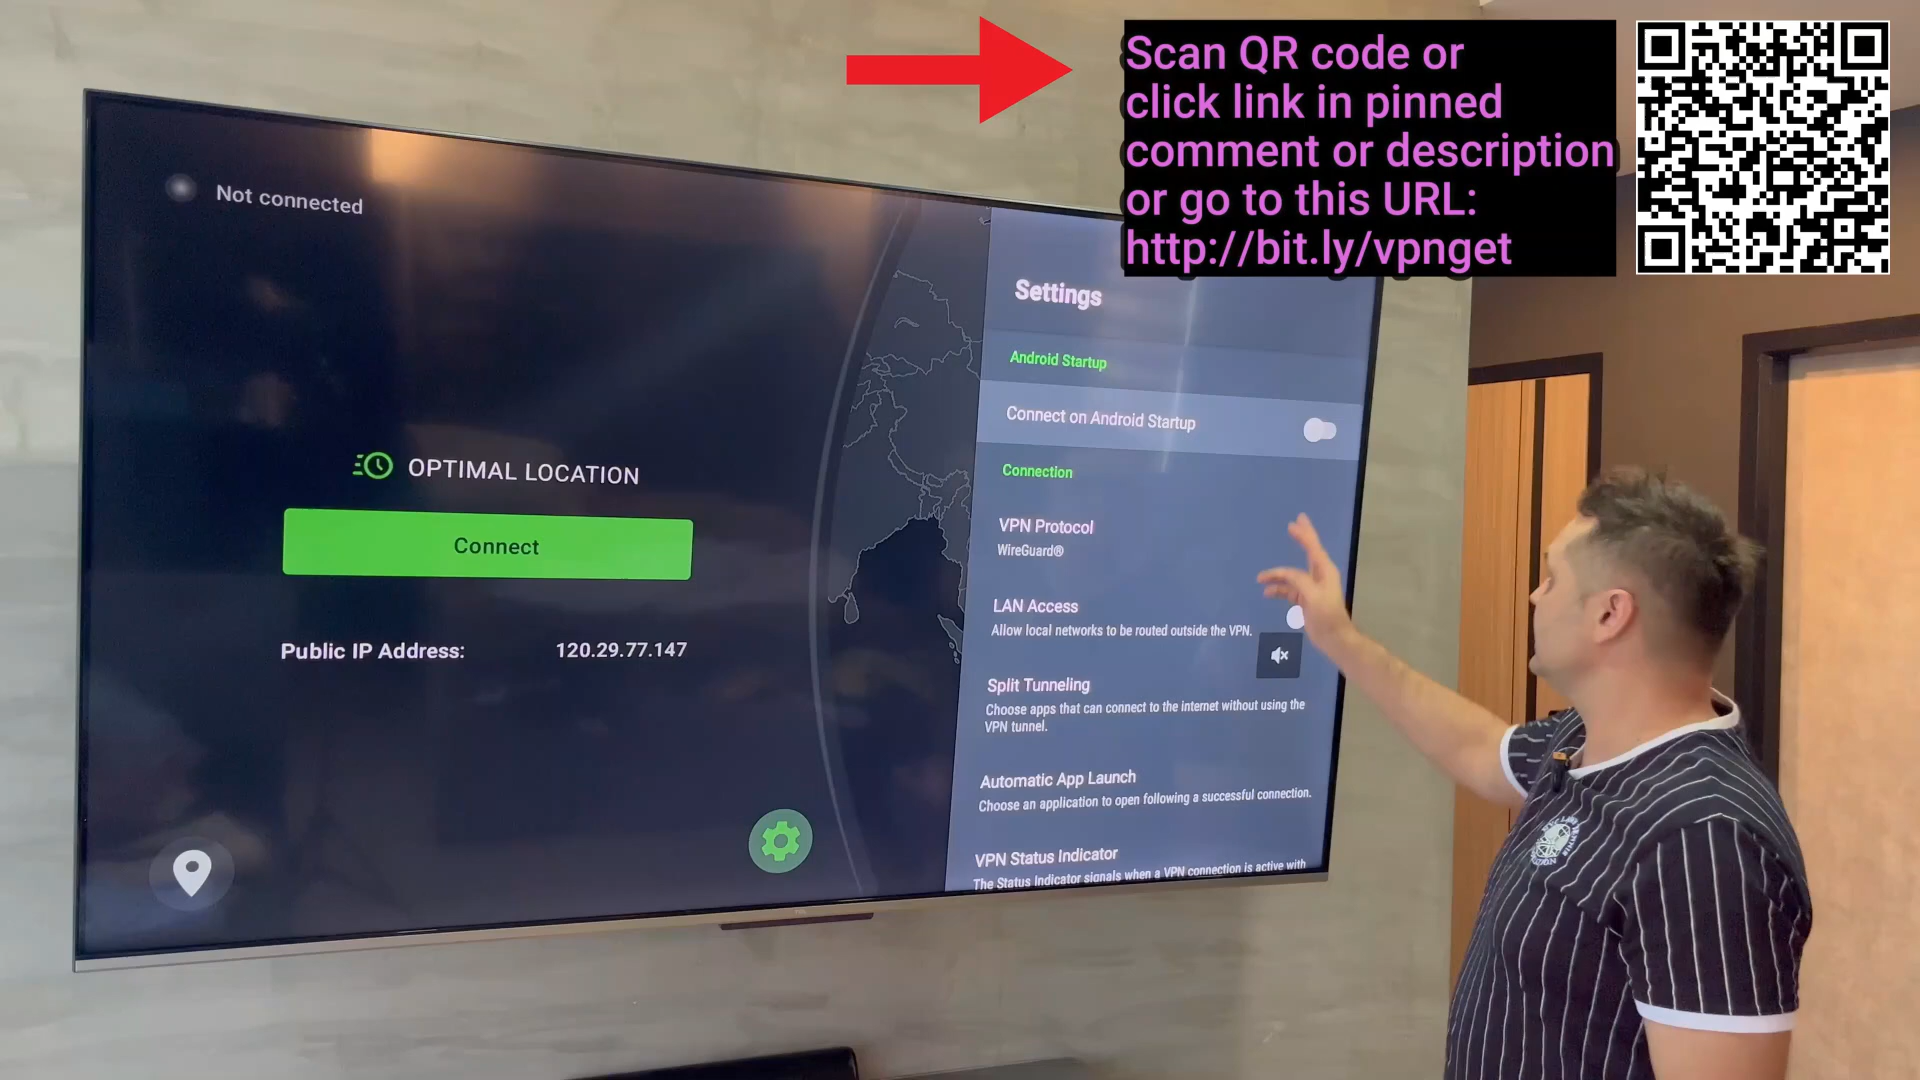 Scan QR code or
click link in pinned
comment or description
or go to this URL:
http://bit.ly/vpnget
Not connected
OPTIMAL LOCATION
Connect
Public IP Address: 120.29.77.147
Settings
Android Startup
Connect on Android Startup
Connection
VPN Protocol
WireGuard®
LAN Access
Allow local networks to be routed outside the VPN.
Split Tunneling
Choose apps that can connect to the internet without using the
VPN tunnel.
Automatic App Launch
Choose an application to open following a successful connection.
VPN Status Indicator
The Status Indicator signals when a VPN connection is active with